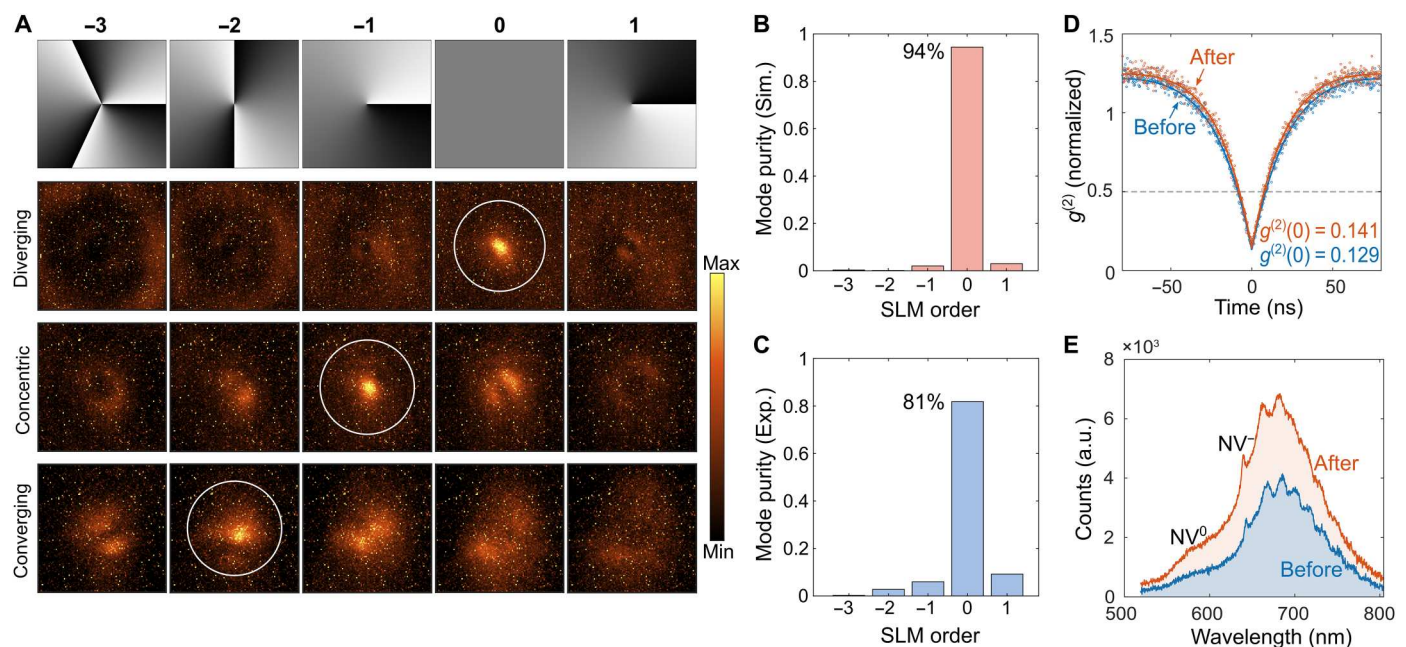 A
−3 −2 −1 0 1
Diverging
Concentric
Converging
Max
Min
B
94%
Mode purity (Sim.)
1
0.8
0.6
0.4
0.2
0
−3 −2 −1 0 1
SLM order
C
81%
Mode purity (Exp.)
1
0.8
0.6
0.4
0.2
0
−3 −2 −1 0 1
SLM order
D
g(2) (normalized)
1.5
1
0.5
0
After
Before
g(2)(0) = 0.141
g(2)(0) = 0.129
−50 0 50
Time (ns)
E
×10³
Counts (a.u.)
8
6
4
2
0
NV⁻
NV⁰
After
Before
500 600 700 800
Wavelength (nm)